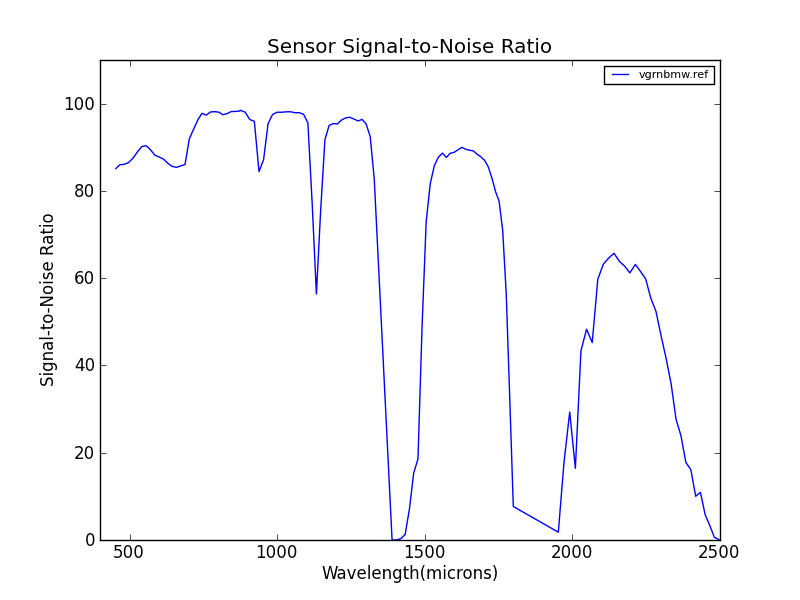 Sensor Signal-to-Noise Ratio
vgrnbmw.ref
100
80
60
40
20
0
Signal-to-Noise Ratio
500
1000
1500
2000
2500
Wavelength(microns)